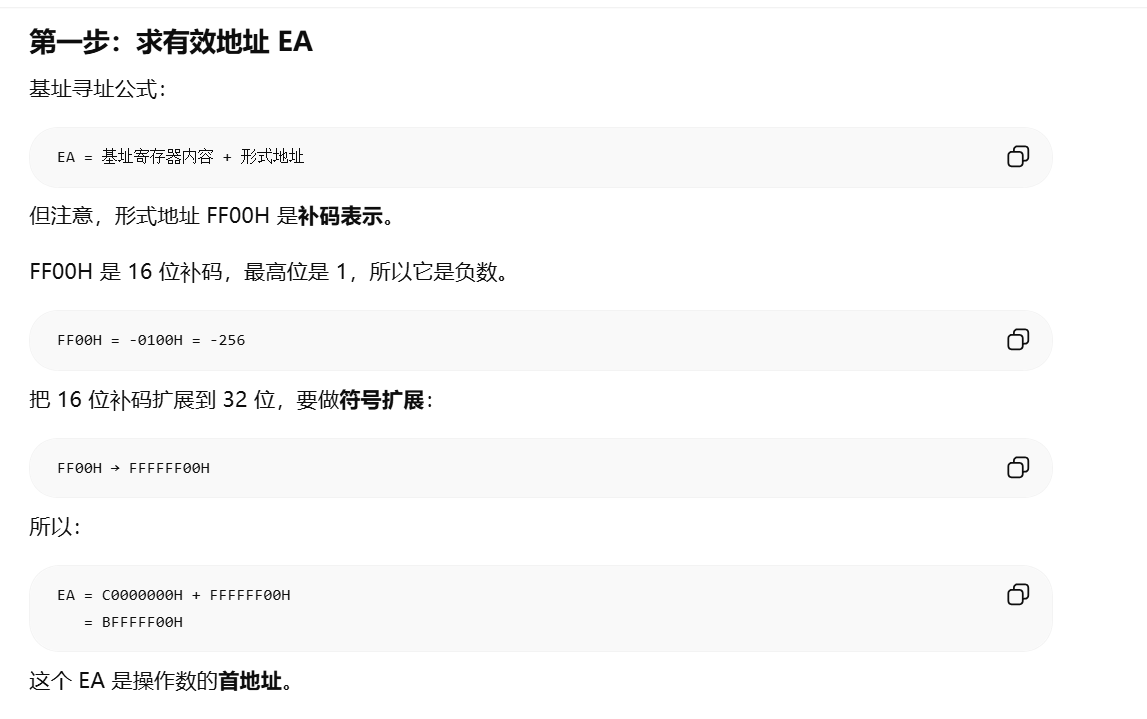 第一步：求有效地址 EA
基址寻址公式：
EA = 基址寄存器内容 + 形式地址
但注意，形式地址 FF00H 是补码表示。
FF00H 是 16 位补码，最高位是 1，所以它是负数。
FF00H = -0100H = -256
把 16 位补码扩展到 32 位，要做符号扩展：
FF00H → FFFFFF00H
所以：
EA = C0000000H + FFFFFF00H
= BFFFFF00H
这个 EA 是操作数的首地址。